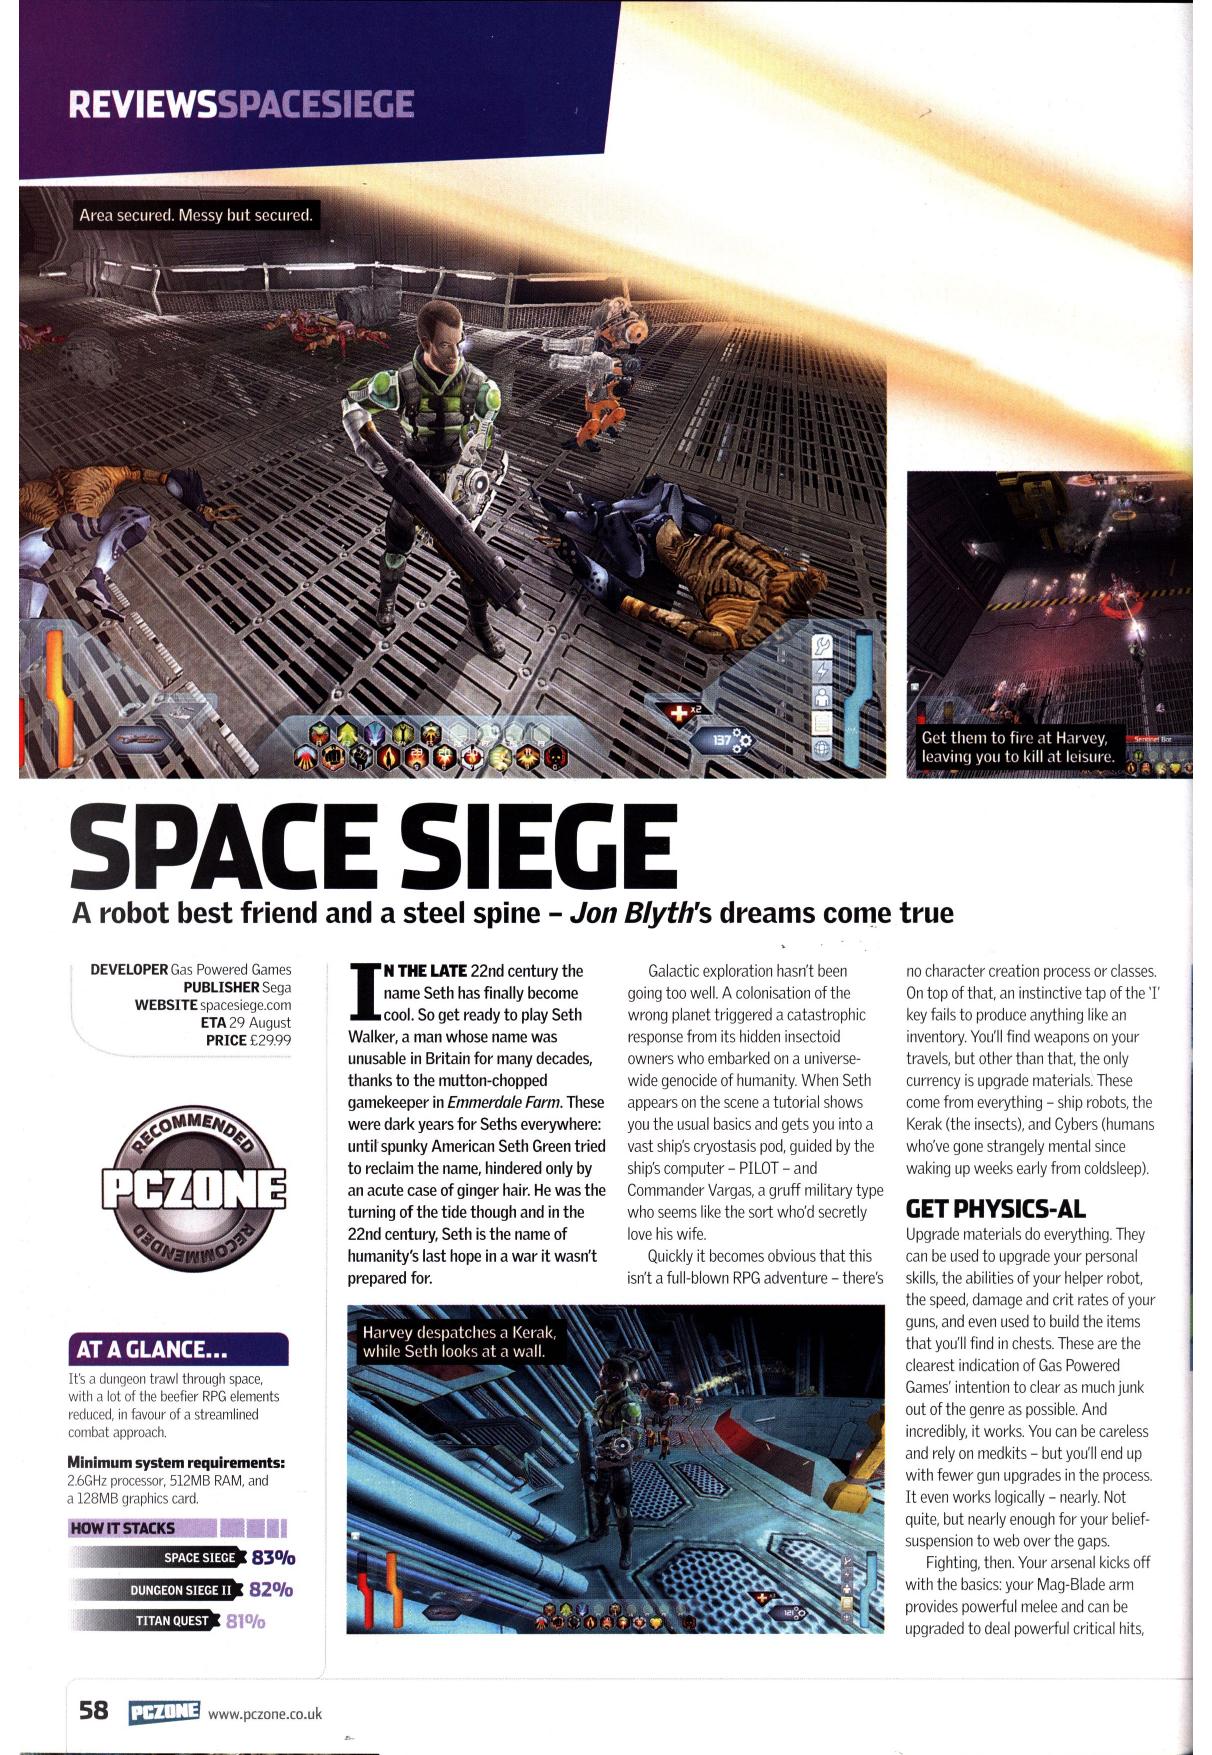 REVIEWSSPACESIEGE
Area secured. Messy but secured.
x2
137
Get them to fire at Harvey,
leaving you to kill at leisure.
Sentinel Bot
SPACE SIEGE
A robot best friend and a steel spine – Jon Blyth's dreams come true
DEVELOPER Gas Powered Games
PUBLISHER Sega
WEBSITE spacesiege.com
ETA 29 August
PRICE £29.99
RECOMMENDED
PCZONE
RECOMMENDED
AT A GLANCE...
It's a dungeon trawl through space,
with a lot of the beefier RPG elements
reduced, in favour of a streamlined
combat approach.
Minimum system requirements:
2.6GHz processor, 512MB RAM, and
a 128MB graphics card.
HOW IT STACKS
SPACE SIEGE 83%
DUNGEON SIEGE II 82%
TITAN QUEST 81%
IN THE LATE 22nd century the
name Seth has finally become
cool. So get ready to play Seth
Walker, a man whose name was
unusable in Britain for many decades,
thanks to the mutton-chopped
gamekeeper in Emmerdale Farm. These
were dark years for Seths everywhere:
until spunky American Seth Green tried
to reclaim the name, hindered only by
an acute case of ginger hair. He was the
turning of the tide though and in the
22nd century, Seth is the name of
humanity's last hope in a war it wasn't
prepared for.
Galactic exploration hasn't been
going too well. A colonisation of the
wrong planet triggered a catastrophic
response from its hidden insectoid
owners who embarked on a universe-
wide genocide of humanity. When Seth
appears on the scene a tutorial shows
you the usual basics and gets you into a
vast ship's cryostasis pod, guided by the
ship's computer – PILOT – and
Commander Vargas, a gruff military type
who seems like the sort who'd secretly
love his wife.
Quickly it becomes obvious that this
isn't a full-blown RPG adventure – there's
Harvey despatches a Kerak,
while Seth looks at a wall.
121
no character creation process or classes.
On top of that, an instinctive tap of the 'I'
key fails to produce anything like an
inventory. You'll find weapons on your
travels, but other than that, the only
currency is upgrade materials. These
come from everything – ship robots, the
Kerak (the insects), and Cybers (humans
who've gone strangely mental since
waking up weeks early from coldsleep).
GET PHYSICS-AL
Upgrade materials do everything. They
can be used to upgrade your personal
skills, the abilities of your helper robot,
the speed, damage and crit rates of your
guns, and even used to build the items
that you'll find in chests. These are the
clearest indication of Gas Powered
Games' intention to clear as much junk
out of the genre as possible. And
incredibly, it works. You can be careless
and rely on medkits – but you'll end up
with fewer gun upgrades in the process.
It even works logically – nearly. Not
quite, but nearly enough for your belief-
suspension to web over the gaps.
Fighting, then. Your arsenal kicks off
with the basics: your Mag-Blade arm
provides powerful melee and can be
upgraded to deal powerful critical hits,
58 PCZONE www.pczone.co.uk